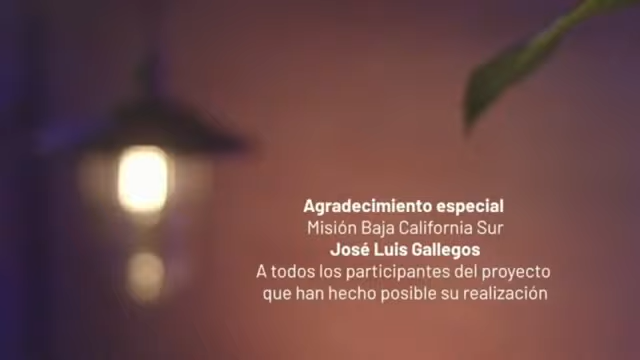 Agradecimiento especial
Misión Baja California Sur
José Luis Gallegos
A todos los participantes del proyecto
que han hecho posible su realización